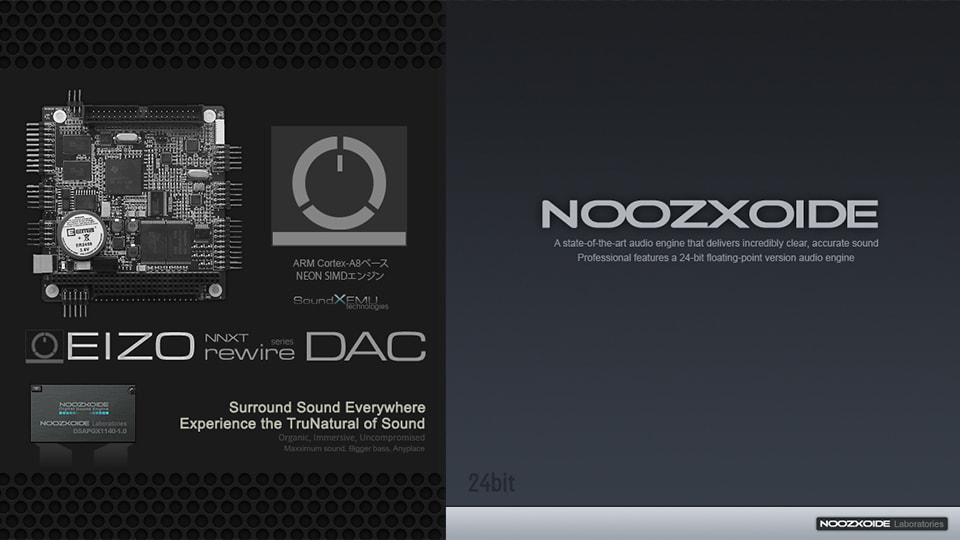 ARM Cortex-A8ベース
NEON SIMDエンジン
SoundXEMU
technologies
EIZO NNXT series rewire DAC
NOOZXOIDE
Digital Sound Engine
NOOZXOIDE Laboratories
DSAPGX1140-1.0
Surround Sound Everywhere
Experience the TruNatural of Sound
Organic, Immersive, Uncompromised
Maxximum sound, Bigger bass, Anyplace
NOOZXOIDE
A state-of-the-art audio engine that delivers incredibly clear, accurate sound
Professional features a 24-bit floating-point version audio engine
24bit
NOOZXOIDE Laboratories